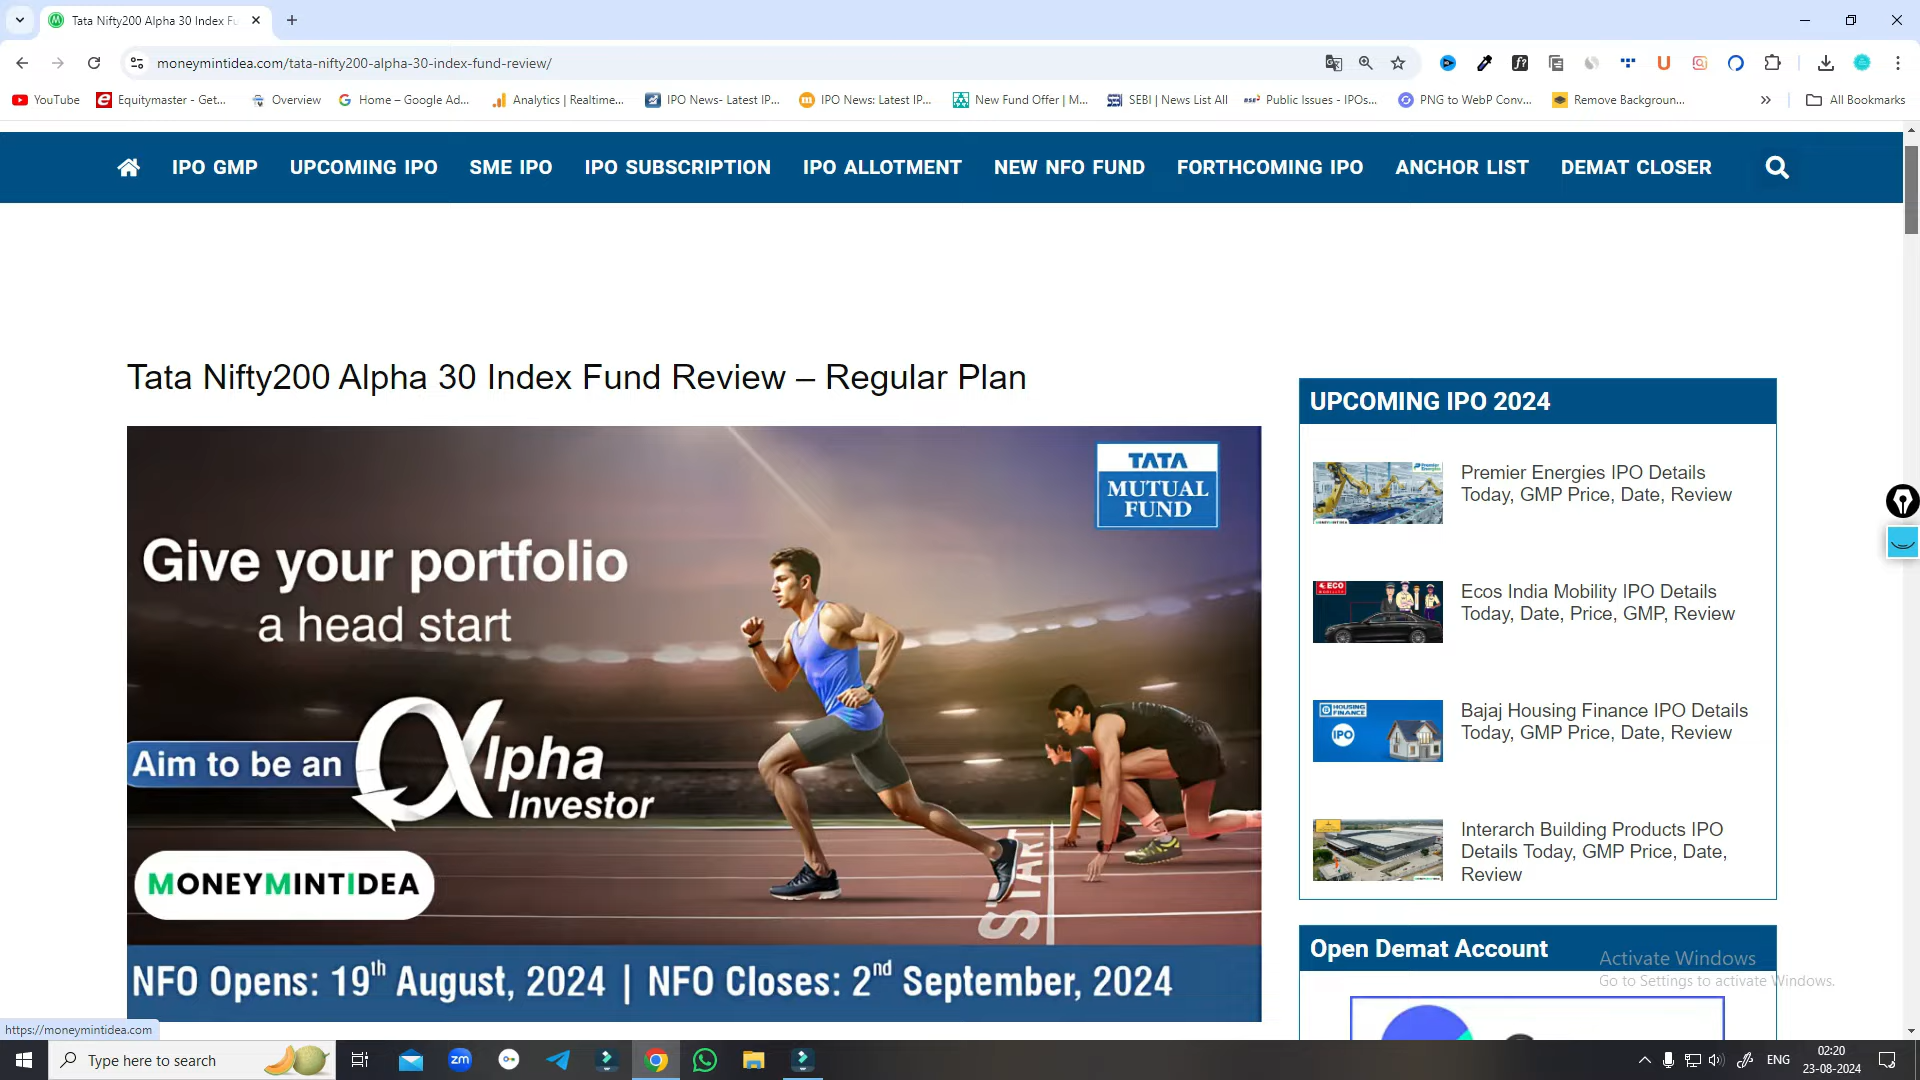 Tata Nifty200 Alpha 30 Index Fu
moneymintidea.com/tata-nifty200-alpha-30-index-fund-review/
YouTube
Equitymaster - Get...
Overview
Home – Google Ad...
Analytics | Realtime...
IPO News- Latest IP...
IPO News: Latest IP...
New Fund Offer | M...
SEBI | News List All
Public Issues - IPOs...
PNG to WebP Conv...
Remove Backgroun...
All Bookmarks
IPO GMP
UPCOMING IPO
SME IPO
IPO SUBSCRIPTION
IPO ALLOTMENT
NEW NFO FUND
FORTHCOMING IPO
ANCHOR LIST
DEMAT CLOSER
Tata Nifty200 Alpha 30 Index Fund Review – Regular Plan
TATA
MUTUAL
FUND
Give your portfolio
a head start
Aim to be an
αlpha
Investor
START
MONEYMINTIDEA
NFO Opens: 19th August, 2024 | NFO Closes: 2nd September, 2024
UPCOMING IPO 2024
Premier Energies IPO Details
Today, GMP Price, Date, Review
ECO
Ecos India Mobility IPO Details
Today, Date, Price, GMP, Review
HOUSING
FINANCE
IPO
Bajaj Housing Finance IPO Details
Today, GMP Price, Date, Review
Interarch Building Products IPO
Details Today, GMP Price, Date,
Review
Open Demat Account
Activate Windows
Go to Settings to activate Windows.
https://moneymintidea.com
Type here to search
zm
ENG
02:20
23-08-2024